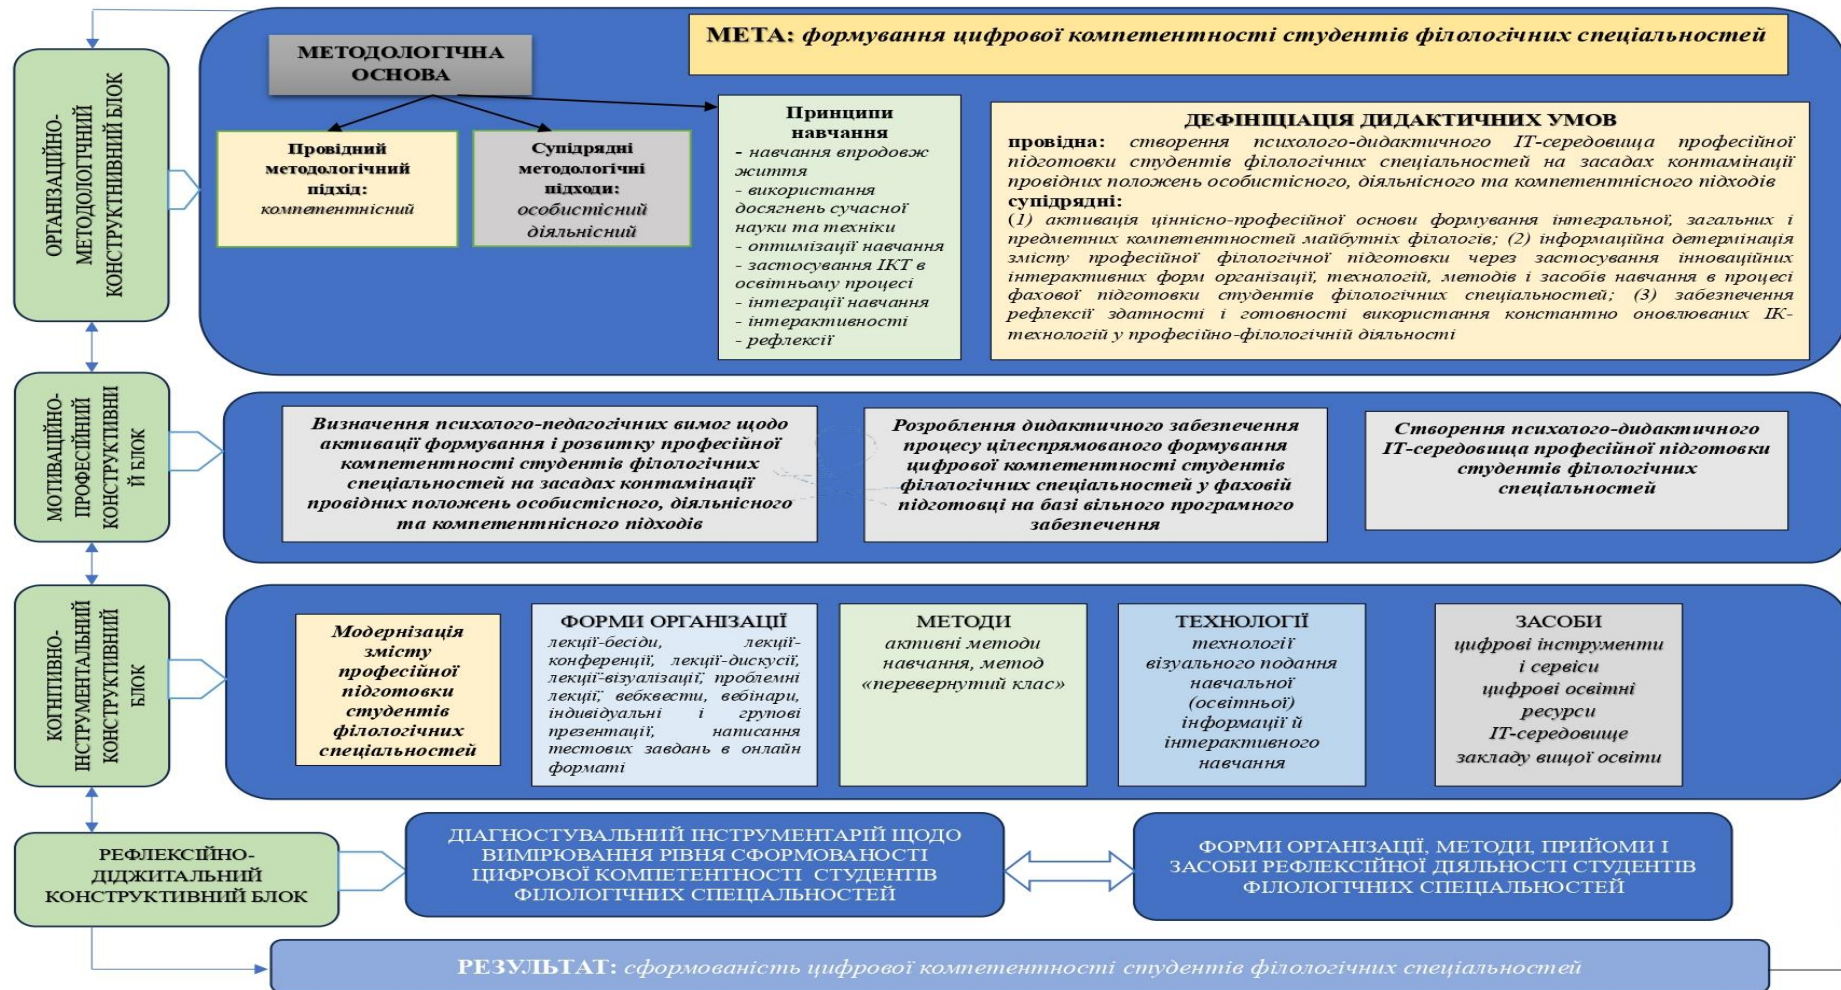 МЕТА: формування цифрової компетентності студентів філологічних спеціальностей
ОРГАНІЗАЦІЙНО-
МЕТОДОЛОГІЧНИЙ
КОНСТРУКТИВНИВИЙ БЛОК
МЕТОДОЛОГІЧНА
ОСНОВА
Провідний
методологічний
підхід:
компетентнісний
Супідрядні
методологічні
підходи:
особистісний
діяльнісний
Принципи
навчання
- навчання впродовж
життя
- використання
досягнень сучасної
науки та техніки
- оптимізації навчання
- застосування ІКТ в
освітньому процесі
- інтеграції навчання
- інтерактивності
- рефлексії
ДЕФІНІЦІАЦІЯ ДИДАКТИЧНИХ УМОВ
провідна: створення психолого-дидактичного ІТ-середовища професійної
підготовки студентів філологічних спеціальностей на засадах контамінації
провідних положень особистісного, діяльнісного та компетентнісного підходів
супідрядні:
(1) активація ціннісно-професійної основи формування інтегральної, загальних і
предметних компетентностей майбутніх філологів; (2) інформаційна детермінація
змісту професійної філологічної підготовки через застосування інноваційних
інтерактивних форм організації, технологій, методів і засобів навчання в процесі
фахової підготовки студентів філологічних спеціальностей; (3) забезпечення
рефлексії здатності і готовності використання константно оновлюваних ІК-
технологій у професійно-філологічній діяльності
МОТИВАЦІЙНО-
ПРОФЕСІЙНИЙ
КОНСТРУКТИВНИ
Й БЛОК
Визначення психолого-педагогічних вимог щодо
активації формування і розвитку професійної
компетентності студентів філологічних
спеціальностей на засадах контамінації
провідних положень особистісного, діяльнісного
та компетентнісного підходів
Розроблення дидактичного забезпечення
процесу цілеспрямованого формування
цифрової компетентності студентів
філологічних спеціальностей у фаховій
підготовці на базі вільного програмного
забезпечення
Створення психолого-дидактичного
ІТ-середовища професійної підготовки
студентів філологічних
спеціальностей
КОГНІТИВНО-
ІНСТРУМЕНТАЛЬНИЙ
КОНСТРУКТИВНИЙ
БЛОК
Модернізація
змісту
професійної
підготовки
студентів
філологічних
спеціальностей
ФОРМИ ОРГАНІЗАЦІЇ
лекції-бесіди, лекції-
конференції, лекції-дискусії,
лекції-візуалізації, проблемні
лекції; вебквести, вебінари,
індивідуальні і групові
презентації, написання
тестових завдань в онлайн
форматі
МЕТОДИ
активні методи
навчання, метод
«перевернутий клас»
ТЕХНОЛОГІЇ
технології
візуального подання
навчальної
(освітньої)
інформації й
інтерактивного
навчання
ЗАСОБИ
цифрові інструменти
і сервіси
цифрові освітні
ресурси
ІТ-середовище
закладу вищої освіти
РЕФЛЕКСІЙНО-
ДІДЖИТАЛЬНИЙ
КОНСТРУКТИВНИЙ БЛОК
ДІАГНОСТУВАЛЬНИЙ ІНСТРУМЕНТАРІЙ ЩОДО
ВИМІРЮВАННЯ РІВНЯ СФОРМОВАНОСТІ
ЦИФРОВОЇ КОМПЕТЕНТНОСТІ СТУДЕНТІВ
ФІЛОЛОГІЧНИХ СПЕЦІАЛЬНОСТЕЙ
ФОРМИ ОРГАНІЗАЦІЇ, МЕТОДИ, ПРИЙОМИ І
ЗАСОБИ РЕФЛЕКСІЙНОЇ ДІЯЛЬНОСТІ СТУДЕНТІВ
ФІЛОЛОГІЧНИХ СПЕЦІАЛЬНОСТЕЙ
РЕЗУЛЬТАТ: сформованість цифрової компетентності студентів філологічних спеціальностей